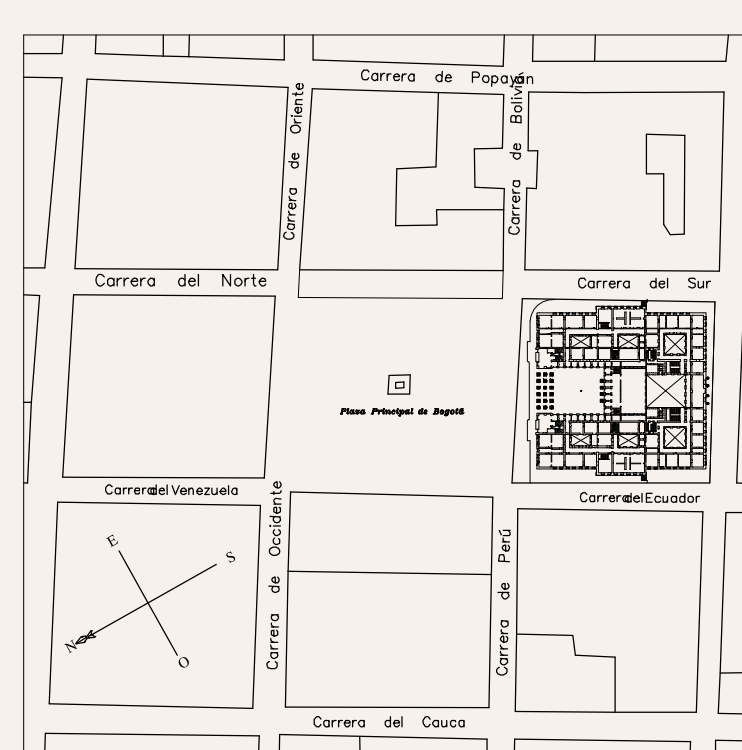 Carrera de Popayán
Carrera de Oriente
Carrera de Bolivia
Carrera del Norte
Carrera del Sur
Plaza Principal de Bogotá
Carrera del Venezuela
Carrera del Ecuador
Carrera de Occidente
Carrera de Perú
E
S
N
O
Carrera del Cauca